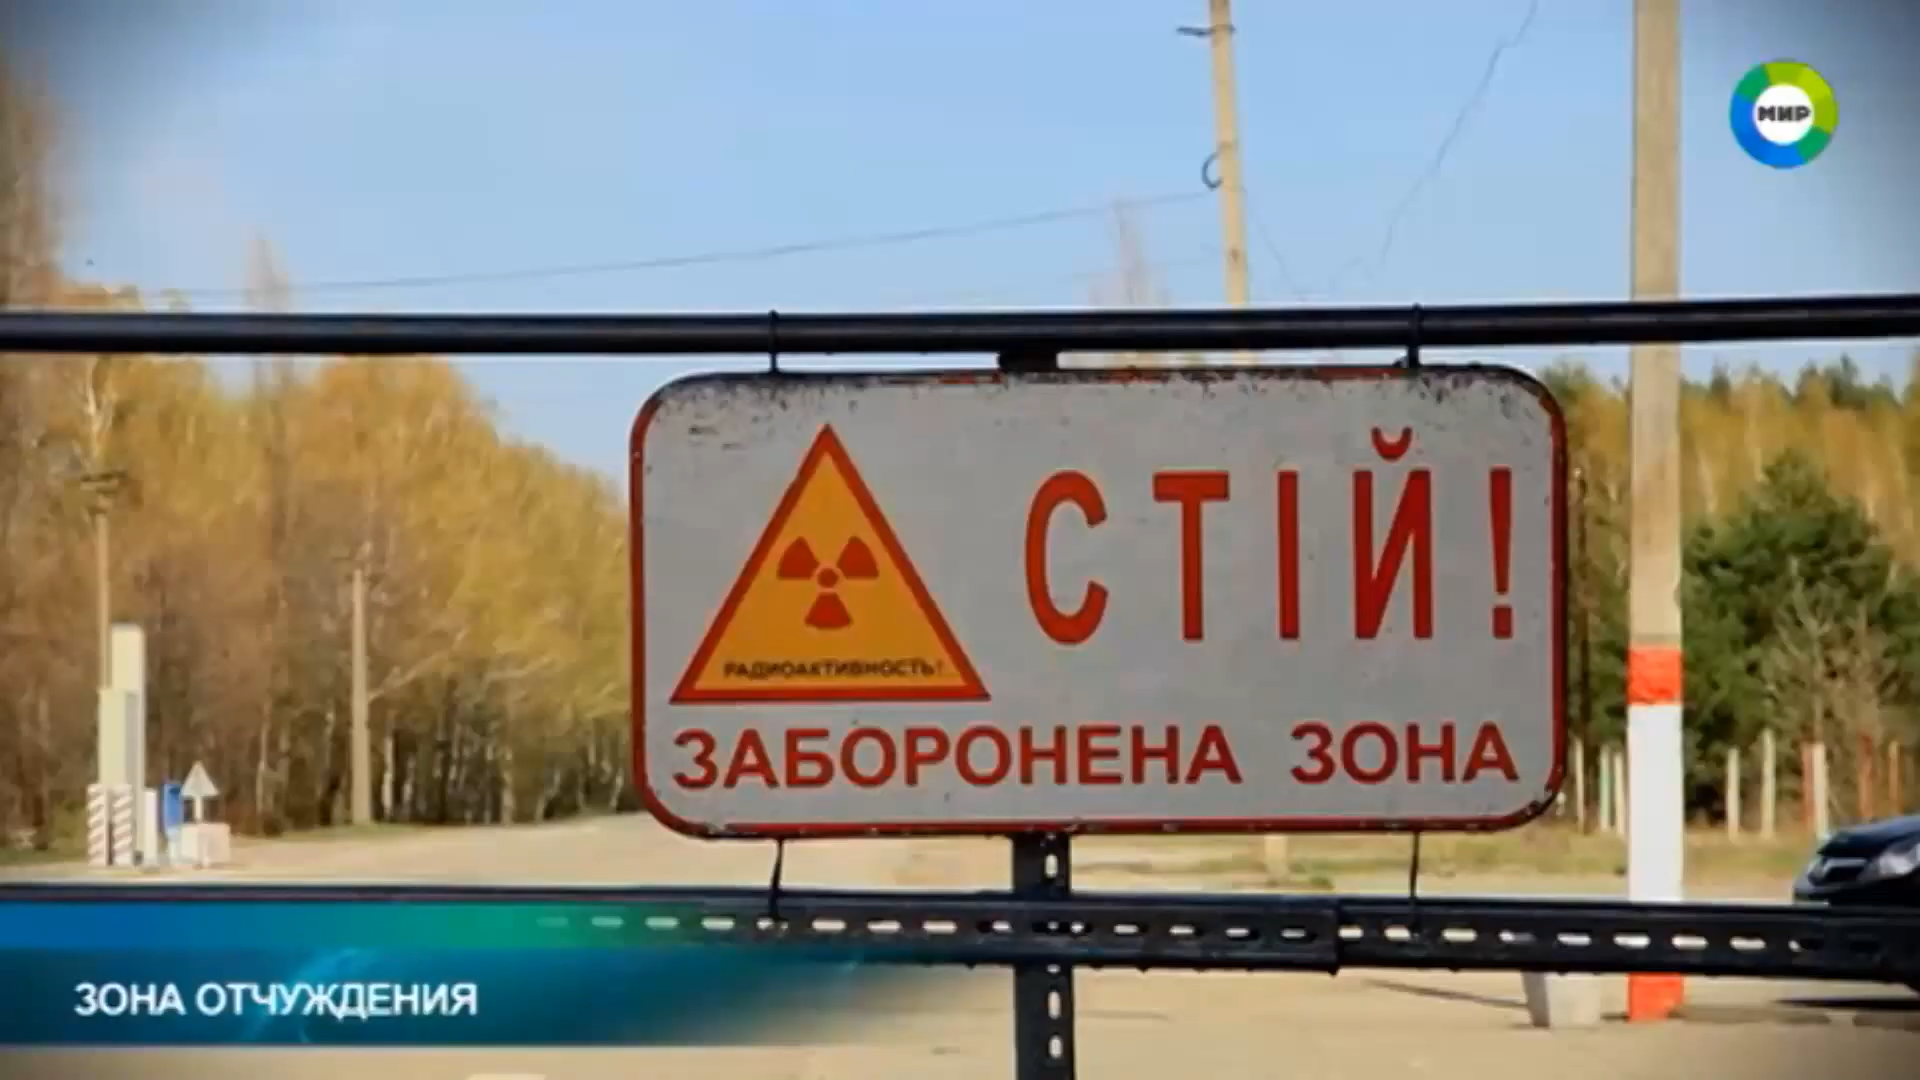 МИР
СТІЙ!
РАДИОАКТИВНОСТЬ!
ЗАБОРОНЕНА ЗОНА
ЗОНА ОТЧУЖДЕНИЯ